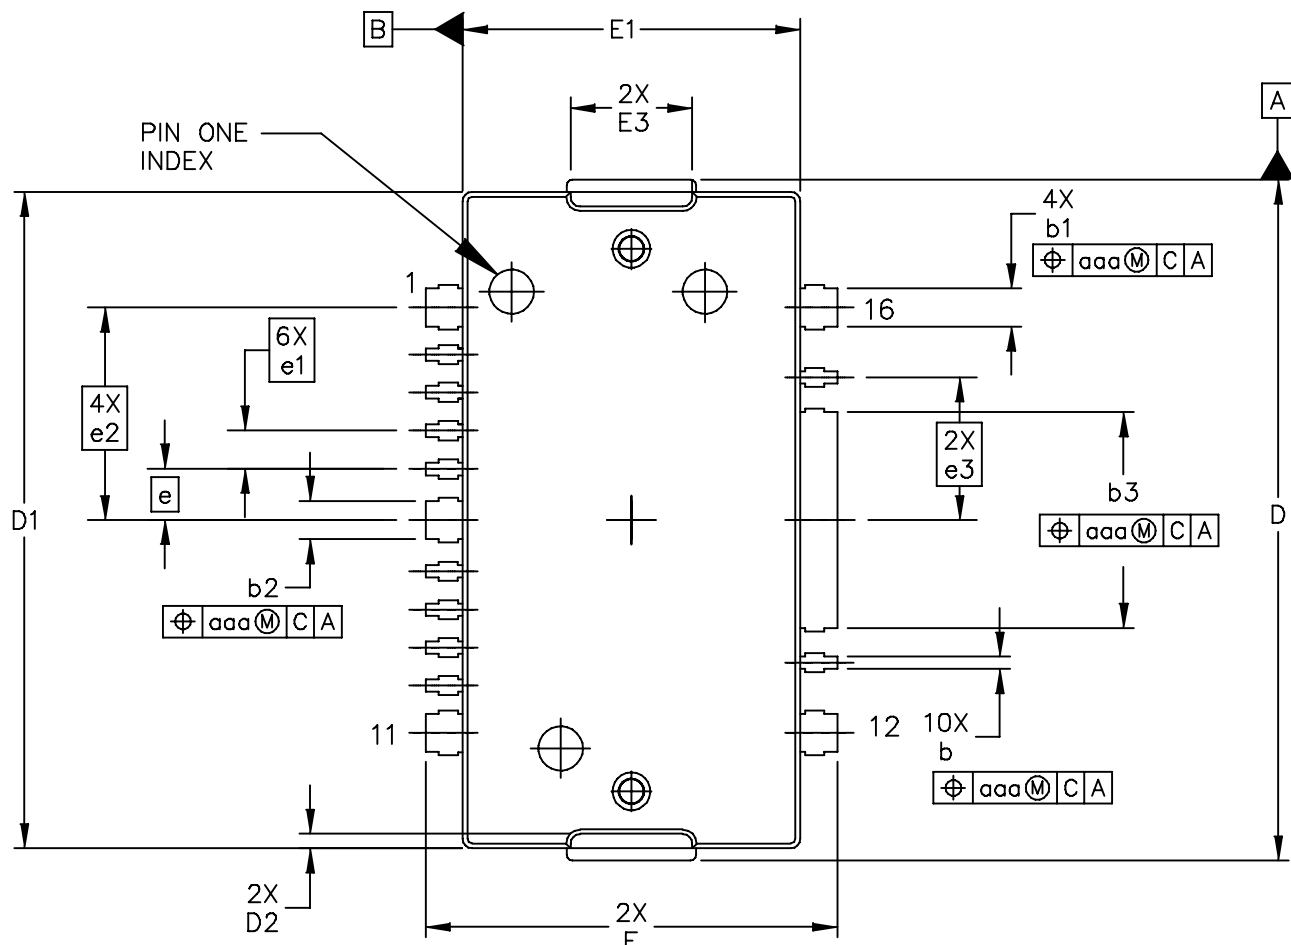 B
E1
2X
E3
A
PIN ONE
INDEX
4X
b1
⌖ aaa Ⓜ C A
1
16
6X
e1
4X
e2
2X
e3
e
b3
⌖ aaa Ⓜ C A
D1
D
b2
⌖ aaa Ⓜ C A
11
12
10X
b
⌖ aaa Ⓜ C A
2X
D2
2X